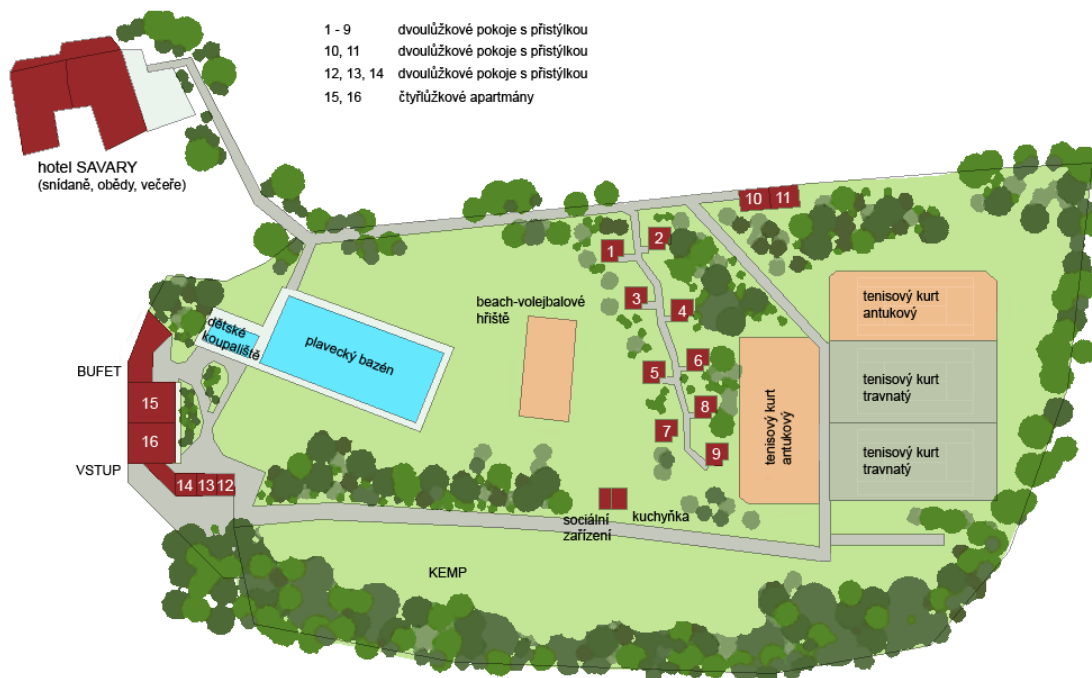 1 - 9 dvoulůžkové pokoje s přistýlkou
10, 11 dvoulůžkové pokoje s přistýlkou
12, 13, 14 dvoulůžkové pokoje s přistýlkou
15, 16 čtyřlůžkové apartmány
hotel SAVARY
(snídaně, obědy, večeře)
10 11
1
2
3
4
5
6
7
8
9
beach-volejbalové
hřiště
tenisový kurt
antukový
tenisový kurt
travnatý
tenisový kurt
travnatý
tenisový kurt
antukový
dětské
koupaliště
plavecký bazén
BUFET
15
16
VSTUP
14 13 12
sociální
zařízení
kuchyňka
KEMP